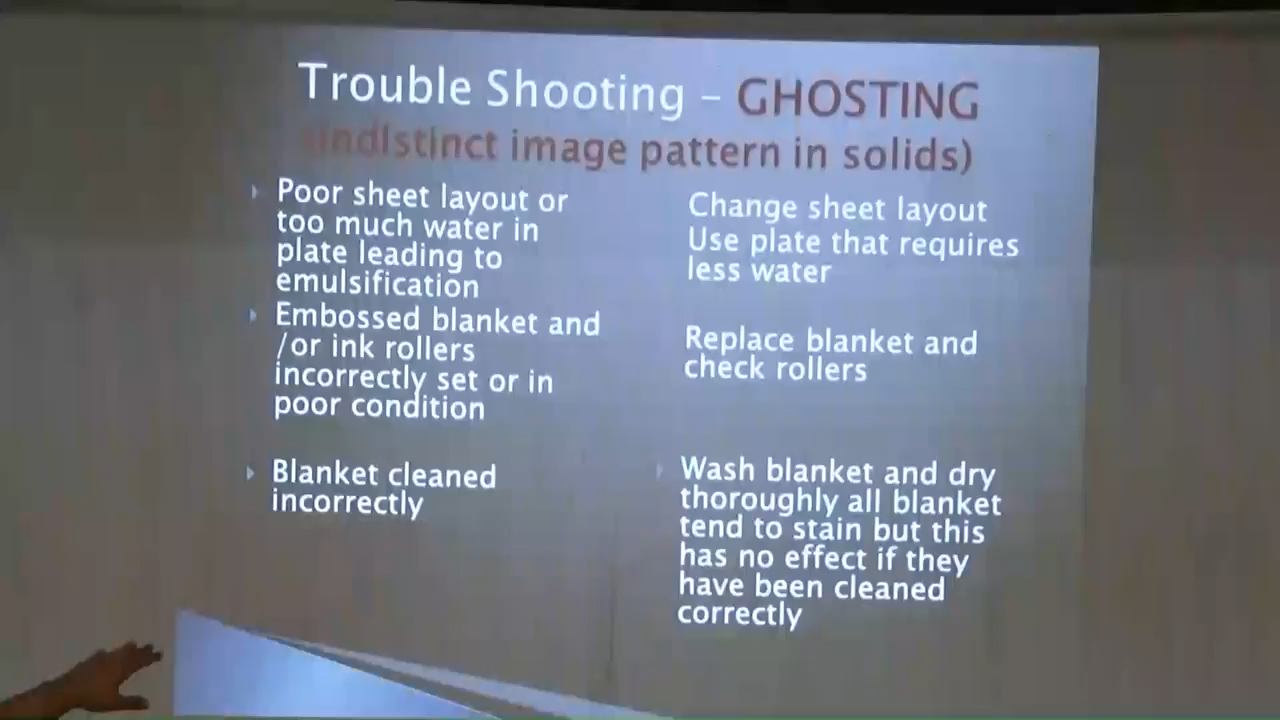 Trouble Shooting – GHOSTING
(indistinct image pattern in solids)
Poor sheet layout or
too much water in
plate leading to
emulsification
Embossed blanket and
/or ink rollers
incorrectly set or in
poor condition
Blanket cleaned
incorrectly
Change sheet layout
Use plate that requires
less water
Replace blanket and
check rollers
Wash blanket and dry
thoroughly all blanket
tend to stain but this
has no effect if they
have been cleaned
correctly